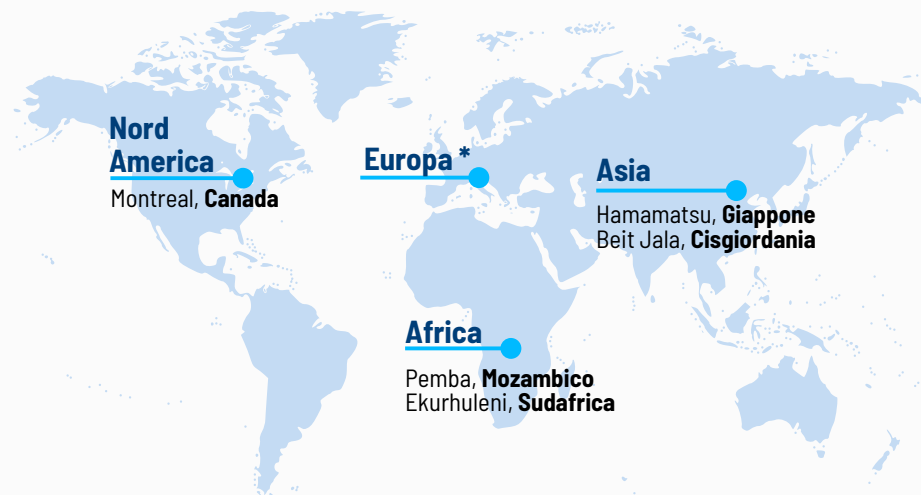 Nord
America
Montreal, Canada
Europa *
Asia
Hamamatsu, Giappone
Beit Jala, Cisgiordania
Africa
Pemba, Mozambico
Ekurhuleni, Sudafrica